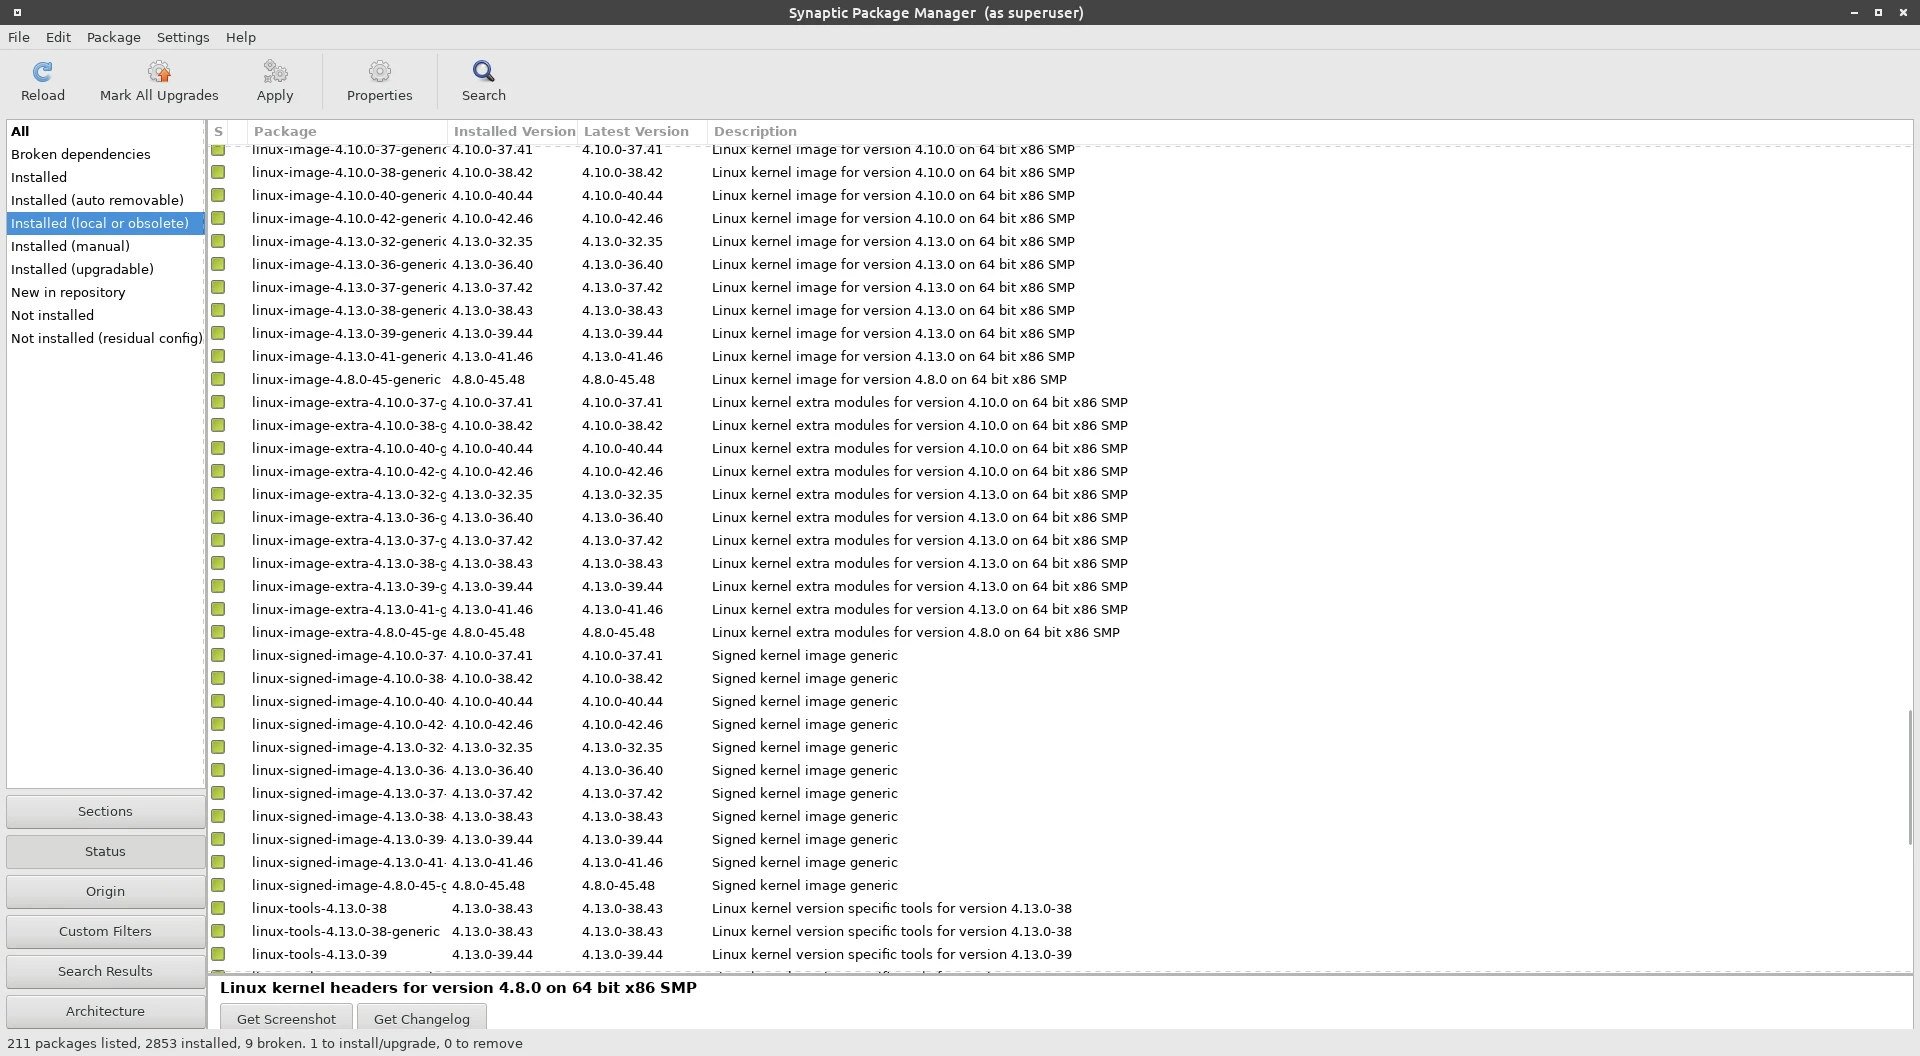 Synaptic Package Manager (as superuser)
File Edit Package Settings Help
Reload Mark All Upgrades Apply Properties Search
All
Broken dependencies
Installed
Installed (auto removable)
Installed (local or obsolete)
Installed (manual)
Installed (upgradable)
New in repository
Not installed
Not installed (residual config)
Sections
Status
Origin
Custom Filters
Search Results
Architecture
S Package Installed Version Latest Version Description
linux-image-4.10.0-37-generic 4.10.0-37.41 4.10.0-37.41 Linux kernel image for version 4.10.0 on 64 bit x86 SMP
linux-image-4.10.0-38-generic 4.10.0-38.42 4.10.0-38.42 Linux kernel image for version 4.10.0 on 64 bit x86 SMP
linux-image-4.10.0-40-generic 4.10.0-40.44 4.10.0-40.44 Linux kernel image for version 4.10.0 on 64 bit x86 SMP
linux-image-4.10.0-42-generic 4.10.0-42.46 4.10.0-42.46 Linux kernel image for version 4.10.0 on 64 bit x86 SMP
linux-image-4.13.0-32-generic 4.13.0-32.35 4.13.0-32.35 Linux kernel image for version 4.13.0 on 64 bit x86 SMP
linux-image-4.13.0-36-generic 4.13.0-36.40 4.13.0-36.40 Linux kernel image for version 4.13.0 on 64 bit x86 SMP
linux-image-4.13.0-37-generic 4.13.0-37.42 4.13.0-37.42 Linux kernel image for version 4.13.0 on 64 bit x86 SMP
linux-image-4.13.0-38-generic 4.13.0-38.43 4.13.0-38.43 Linux kernel image for version 4.13.0 on 64 bit x86 SMP
linux-image-4.13.0-39-generic 4.13.0-39.44 4.13.0-39.44 Linux kernel image for version 4.13.0 on 64 bit x86 SMP
linux-image-4.13.0-41-generic 4.13.0-41.46 4.13.0-41.46 Linux kernel image for version 4.13.0 on 64 bit x86 SMP
linux-image-4.8.0-45-generic 4.8.0-45.48 4.8.0-45.48 Linux kernel image for version 4.8.0 on 64 bit x86 SMP
linux-image-extra-4.10.0-37-g 4.10.0-37.41 4.10.0-37.41 Linux kernel extra modules for version 4.10.0 on 64 bit x86 SMP
linux-image-extra-4.10.0-38-g 4.10.0-38.42 4.10.0-38.42 Linux kernel extra modules for version 4.10.0 on 64 bit x86 SMP
linux-image-extra-4.10.0-40-g 4.10.0-40.44 4.10.0-40.44 Linux kernel extra modules for version 4.10.0 on 64 bit x86 SMP
linux-image-extra-4.10.0-42-g 4.10.0-42.46 4.10.0-42.46 Linux kernel extra modules for version 4.10.0 on 64 bit x86 SMP
linux-image-extra-4.13.0-32-g 4.13.0-32.35 4.13.0-32.35 Linux kernel extra modules for version 4.13.0 on 64 bit x86 SMP
linux-image-extra-4.13.0-36-g 4.13.0-36.40 4.13.0-36.40 Linux kernel extra modules for version 4.13.0 on 64 bit x86 SMP
linux-image-extra-4.13.0-37-g 4.13.0-37.42 4.13.0-37.42 Linux kernel extra modules for version 4.13.0 on 64 bit x86 SMP
linux-image-extra-4.13.0-38-g 4.13.0-38.43 4.13.0-38.43 Linux kernel extra modules for version 4.13.0 on 64 bit x86 SMP
linux-image-extra-4.13.0-39-g 4.13.0-39.44 4.13.0-39.44 Linux kernel extra modules for version 4.13.0 on 64 bit x86 SMP
linux-image-extra-4.13.0-41-g 4.13.0-41.46 4.13.0-41.46 Linux kernel extra modules for version 4.13.0 on 64 bit x86 SMP
linux-image-extra-4.8.0-45-ge 4.8.0-45.48 4.8.0-45.48 Linux kernel extra modules for version 4.8.0 on 64 bit x86 SMP
linux-signed-image-4.10.0-37- 4.10.0-37.41 4.10.0-37.41 Signed kernel image generic
linux-signed-image-4.10.0-38- 4.10.0-38.42 4.10.0-38.42 Signed kernel image generic
linux-signed-image-4.10.0-40- 4.10.0-40.44 4.10.0-40.44 Signed kernel image generic
linux-signed-image-4.10.0-42- 4.10.0-42.46 4.10.0-42.46 Signed kernel image generic
linux-signed-image-4.13.0-32- 4.13.0-32.35 4.13.0-32.35 Signed kernel image generic
linux-signed-image-4.13.0-36- 4.13.0-36.40 4.13.0-36.40 Signed kernel image generic
linux-signed-image-4.13.0-37- 4.13.0-37.42 4.13.0-37.42 Signed kernel image generic
linux-signed-image-4.13.0-38- 4.13.0-38.43 4.13.0-38.43 Signed kernel image generic
linux-signed-image-4.13.0-39- 4.13.0-39.44 4.13.0-39.44 Signed kernel image generic
linux-signed-image-4.13.0-41- 4.13.0-41.46 4.13.0-41.46 Signed kernel image generic
linux-signed-image-4.8.0-45-g 4.8.0-45.48 4.8.0-45.48 Signed kernel image generic
linux-tools-4.13.0-38 4.13.0-38.43 4.13.0-38.43 Linux kernel version specific tools for version 4.13.0-38
linux-tools-4.13.0-38-generic 4.13.0-38.43 4.13.0-38.43 Linux kernel version specific tools for version 4.13.0-38
linux-tools-4.13.0-39 4.13.0-39.44 4.13.0-39.44 Linux kernel version specific tools for version 4.13.0-39
Linux kernel headers for version 4.8.0 on 64 bit x86 SMP
Get Screenshot Get Changelog
211 packages listed, 2853 installed, 9 broken. 1 to install/upgrade, 0 to remove